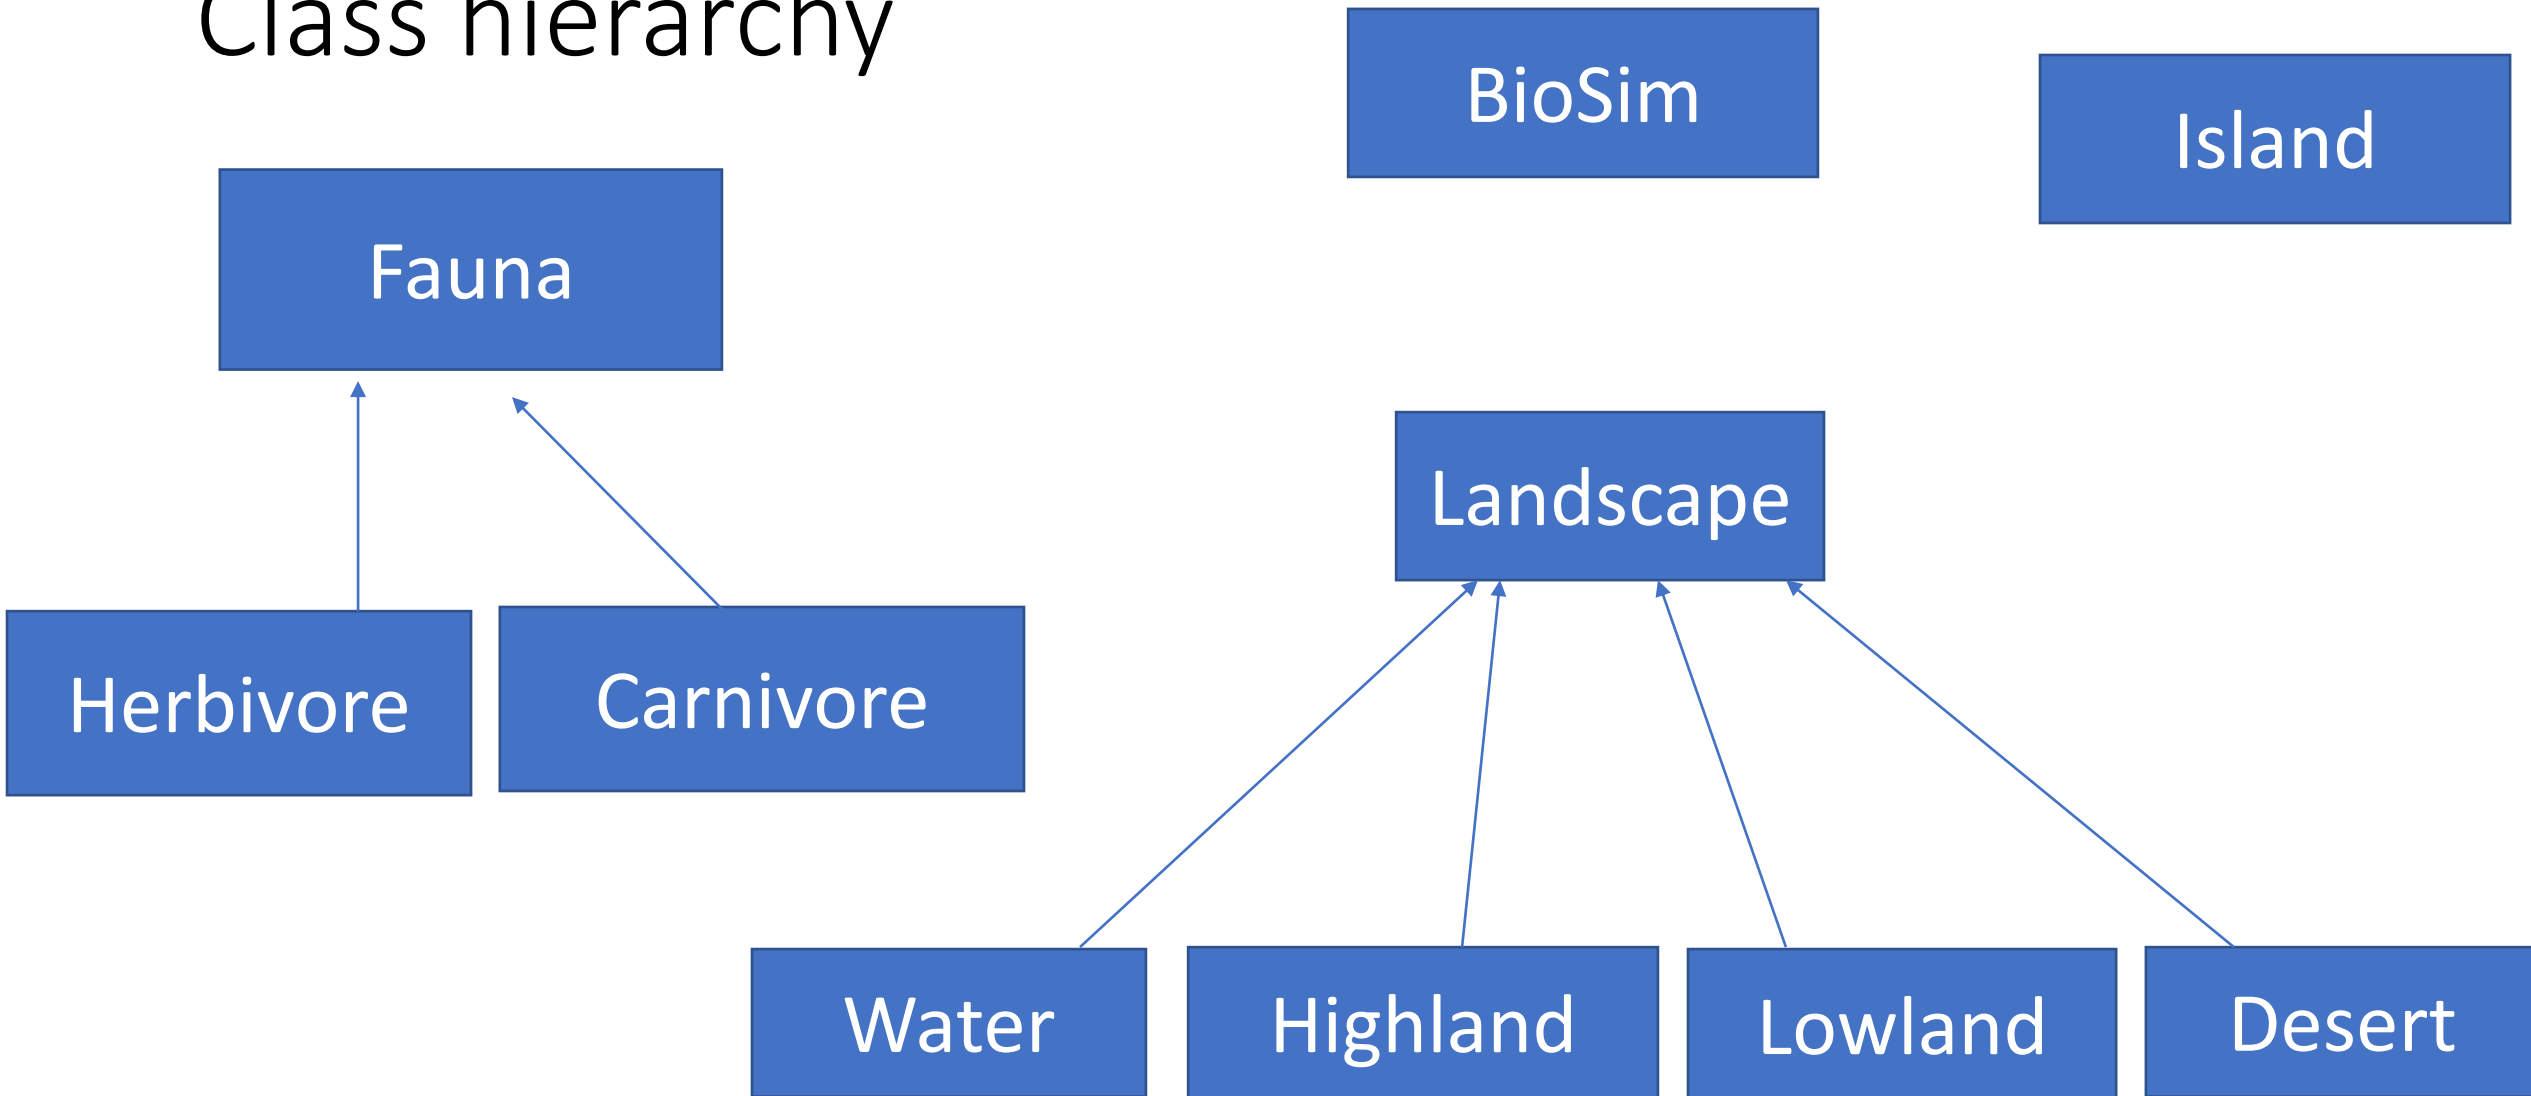 Class hierarchy
BioSim
Island
Fauna
Landscape
Herbivore
Carnivore
Water
Highland
Lowland
Desert